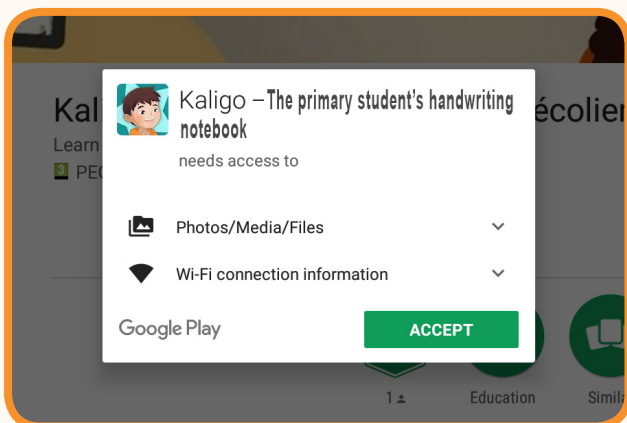 Kaligo – The primary student's handwriting
notebook
needs access to
Photos/Media/Files
Wi-Fi connection information
Google Play
ACCEPT
Kal
écolier
Learn
3 PEG
1
Education
Simila